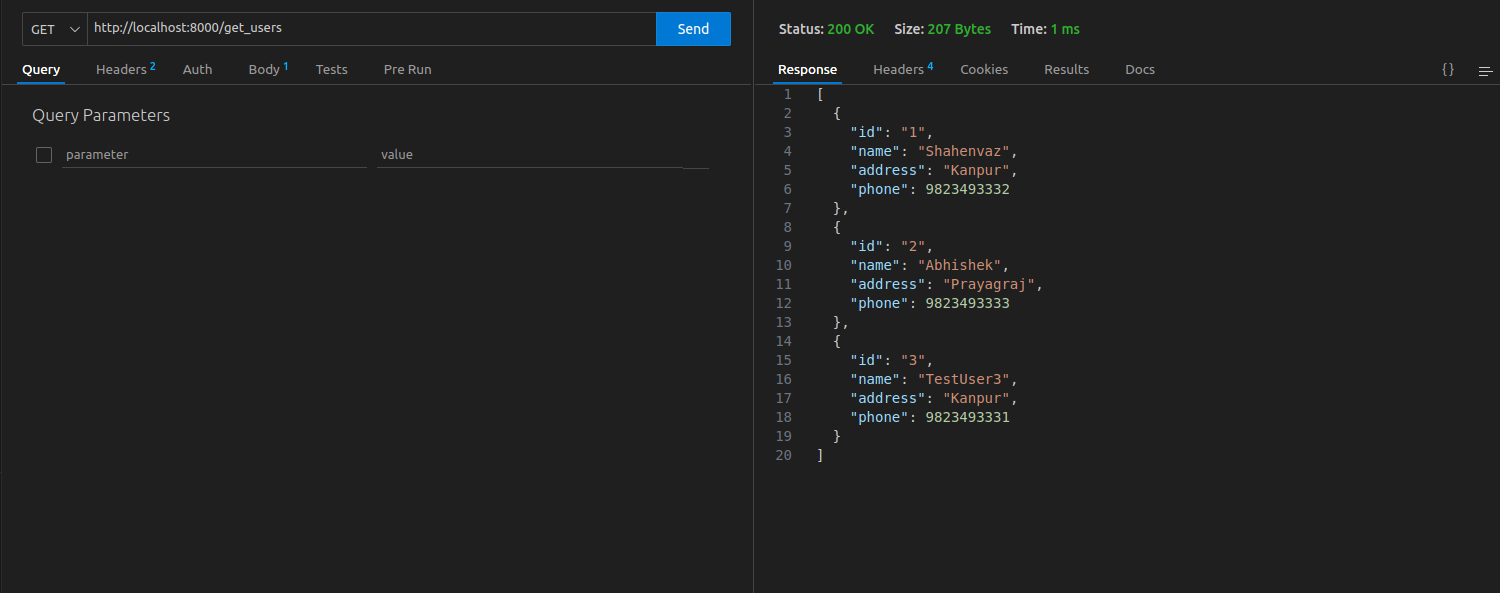 GET http://localhost:8000/get_users Send
Query Headers 2 Auth Body 1 Tests Pre Run
Query Parameters
parameter value
Status: 200 OK Size: 207 Bytes Time: 1 ms
Response Headers 4 Cookies Results Docs {}
1 [
2 {
3 "id": "1",
4 "name": "Shahenvaz",
5 "address": "Kanpur",
6 "phone": 9823493332
7 },
8 {
9 "id": "2",
10 "name": "Abhishek",
11 "address": "Prayagraj",
12 "phone": 9823493333
13 },
14 {
15 "id": "3",
16 "name": "TestUser3",
17 "address": "Kanpur",
18 "phone": 9823493331
19 }
20 ]